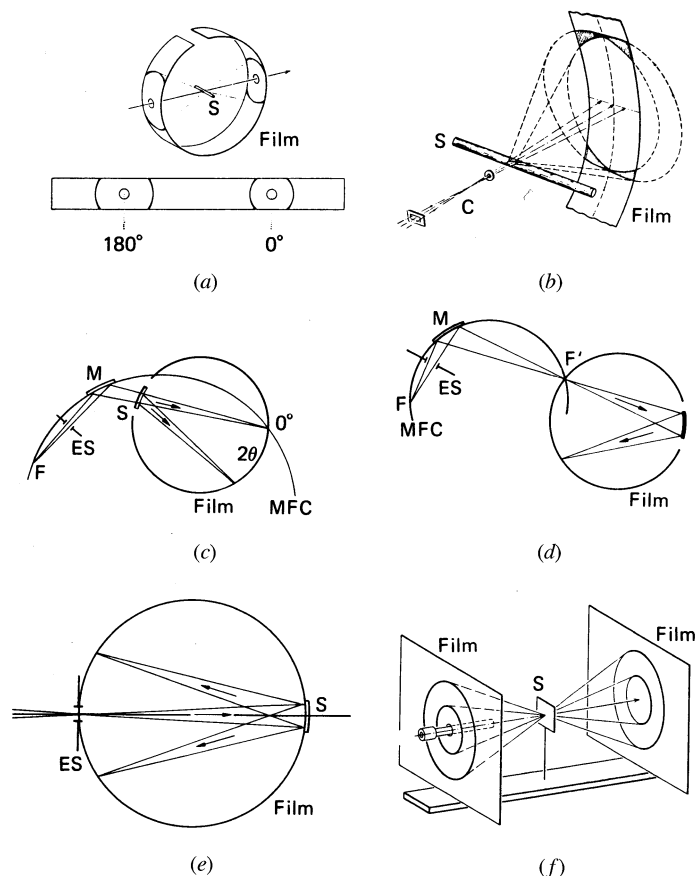 S
Film
180° 0°
(a)
S
C
Film
(b)
M
S
0°
ES
2θ
F
Film
MFC
(c)
M
F'
ES
F
MFC
Film
(d)
S
ES
Film
(e)
Film
Film
S
(f)